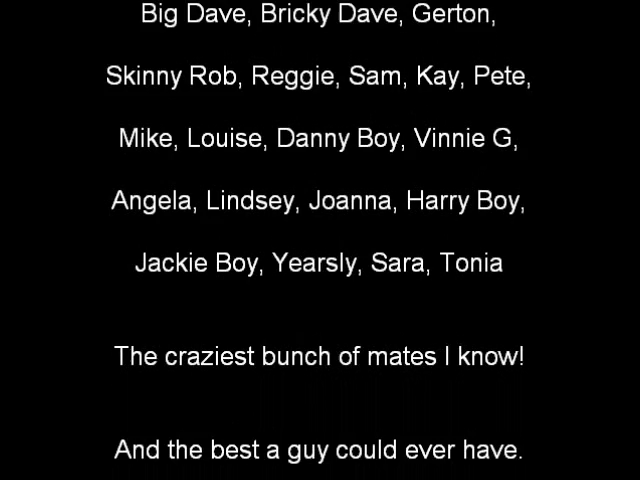 Big Dave, Bricky Dave, Gerton,
Skinny Rob, Reggie, Sam, Kay, Pete,
Mike, Louise, Danny Boy, Vinnie G,
Angela, Lindsey, Joanna, Harry Boy,
Jackie Boy, Yearsly, Sara, Tonia
The craziest bunch of mates I know!
And the best a guy could ever have.